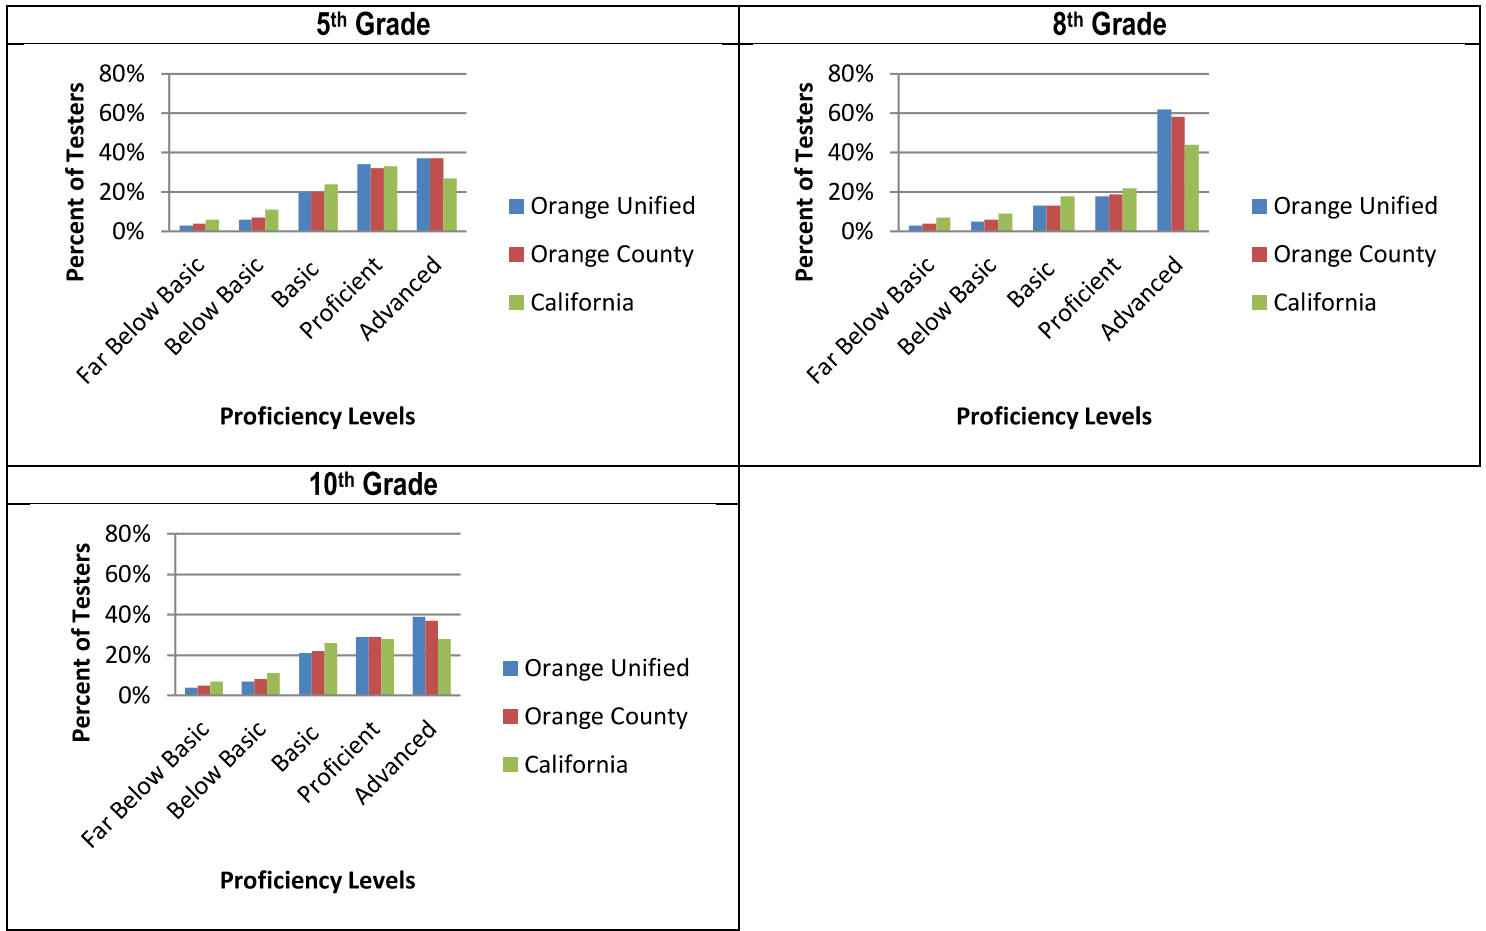 5th Grade
80%
60%
40%
20%
0%
Percent of Testers
Far Below Basic
Below Basic
Basic
Proficient
Advanced
Proficiency Levels
Orange Unified
Orange County
California
8th Grade
80%
60%
40%
20%
0%
Percent of Testers
Far Below Basic
Below Basic
Basic
Proficient
Advanced
Proficiency Levels
Orange Unified
Orange County
California
10th Grade
80%
60%
40%
20%
0%
Percent of Testers
Far Below Basic
Below Basic
Basic
Proficient
Advanced
Proficiency Levels
Orange Unified
Orange County
California